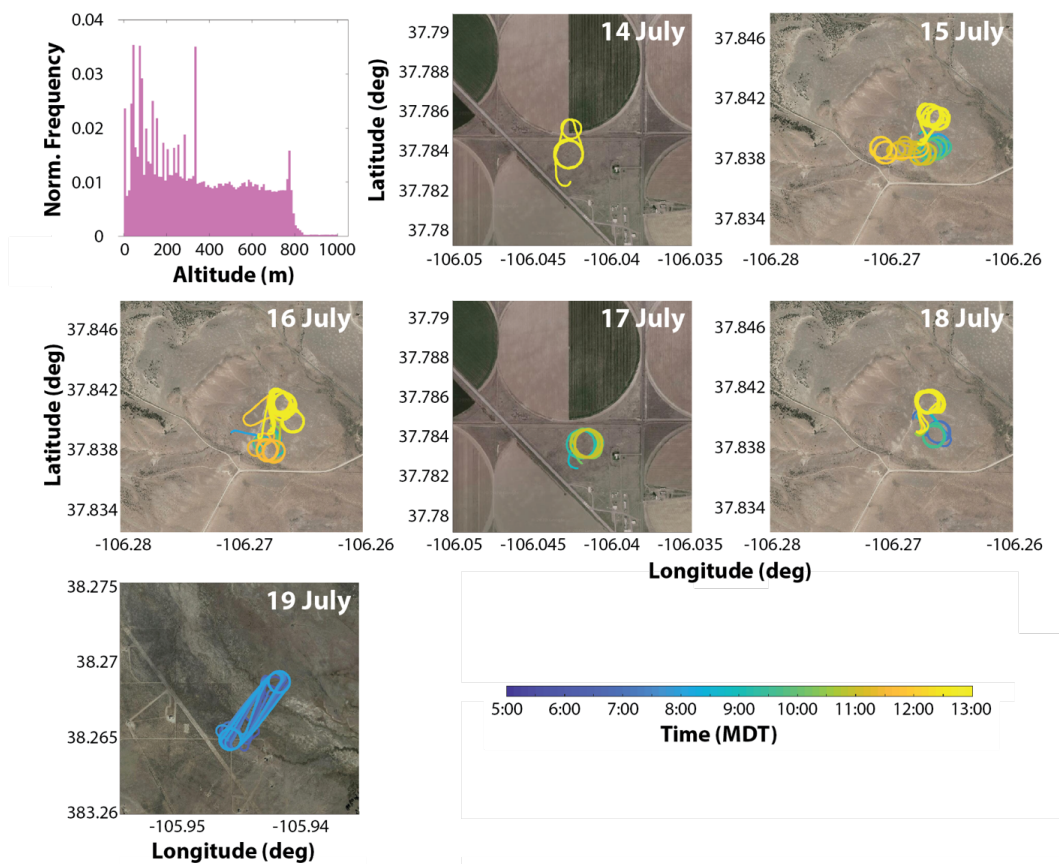 0.04
0.03
0.02
0.01
0
Norm. Frequency
0 200 400 600 800 1000
Altitude (m)
14 July
37.79
37.788
37.786
37.784
37.782
37.78
Latitude (deg)
-106.05 -106.045 -106.04 -106.035
15 July
37.846
37.842
37.838
37.834
-106.28 -106.27 -106.26
16 July
37.846
37.842
37.838
37.834
Latitude (deg)
-106.28 -106.27 -106.26
17 July
37.79
37.788
37.786
37.784
37.782
37.78
-106.05 -106.045 -106.04 -106.035
18 July
37.846
37.842
37.838
37.834
-106.28 -106.27 -106.26
Longitude (deg)
19 July
38.275
38.27
38.265
383.26
-105.95 -105.94
Longitude (deg)
5:00 6:00 7:00 8:00 9:00 10:00 11:00 12:00 13:00
Time (MDT)